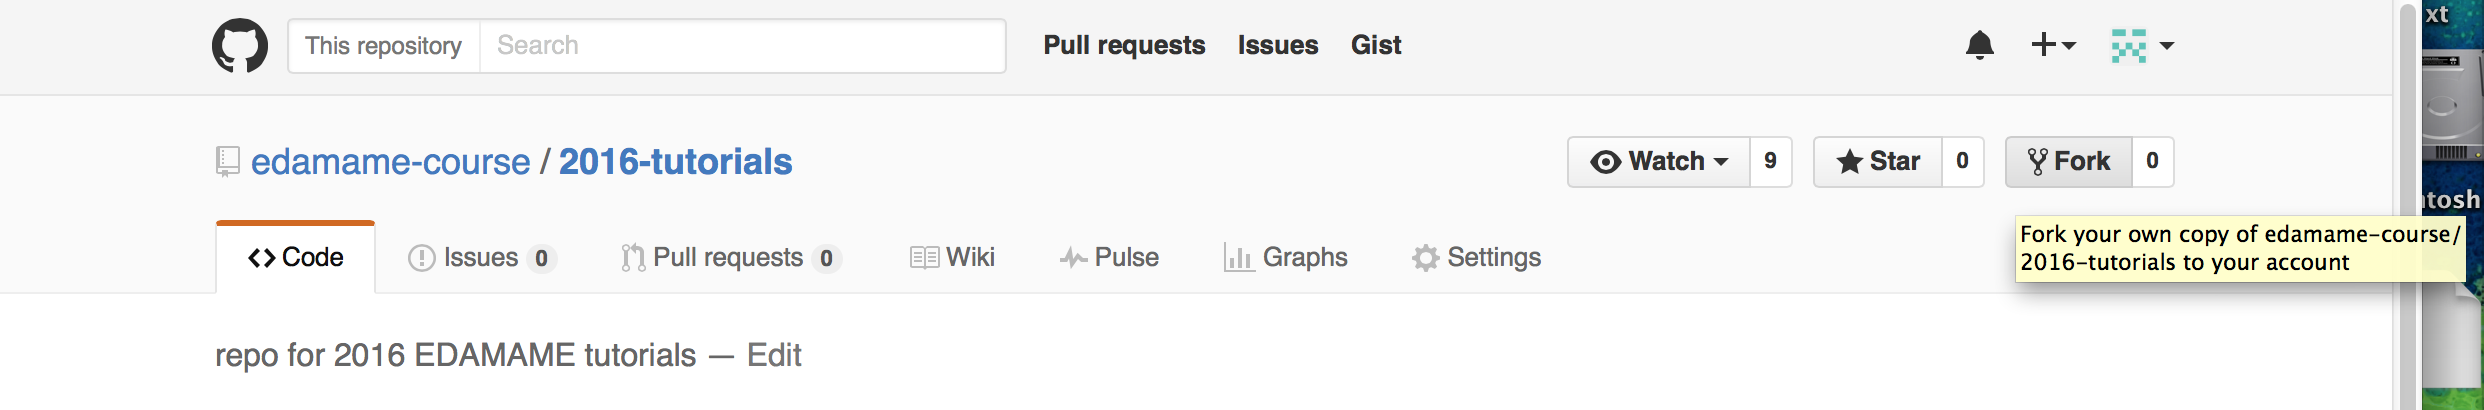 This repository Search Pull requests Issues Gist
xt
edamame-course / 2016-tutorials Watch 9 Star 0 Fork 0
tosh
Fork your own copy of edamame-course/
2016-tutorials to your account
Code Issues 0 Pull requests 0 Wiki Pulse Graphs Settings
repo for 2016 EDAMAME tutorials — Edit